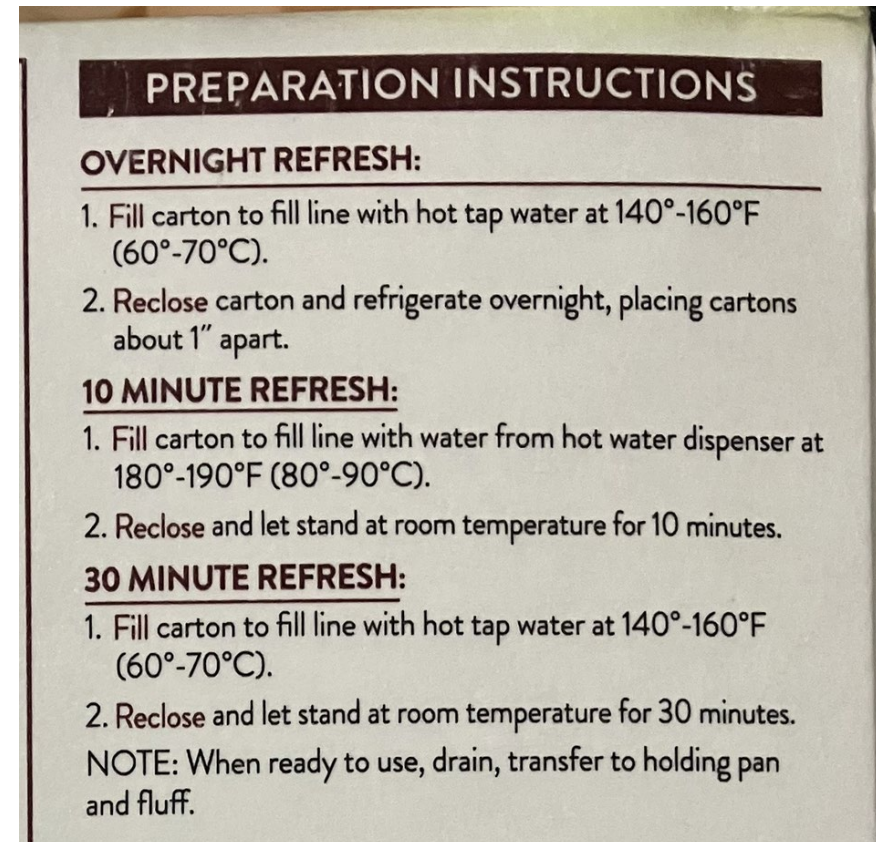 PREPARATION INSTRUCTIONS
OVERNIGHT REFRESH:
1. Fill carton to fill line with hot tap water at 140°-160°F
(60°-70°C).
2. Reclose carton and refrigerate overnight, placing cartons
about 1" apart.
10 MINUTE REFRESH:
1. Fill carton to fill line with water from hot water dispenser at
180°-190°F (80°-90°C).
2. Reclose and let stand at room temperature for 10 minutes.
30 MINUTE REFRESH:
1. Fill carton to fill line with hot tap water at 140°-160°F
(60°-70°C).
2. Reclose and let stand at room temperature for 30 minutes.
NOTE: When ready to use, drain, transfer to holding pan
and fluff.